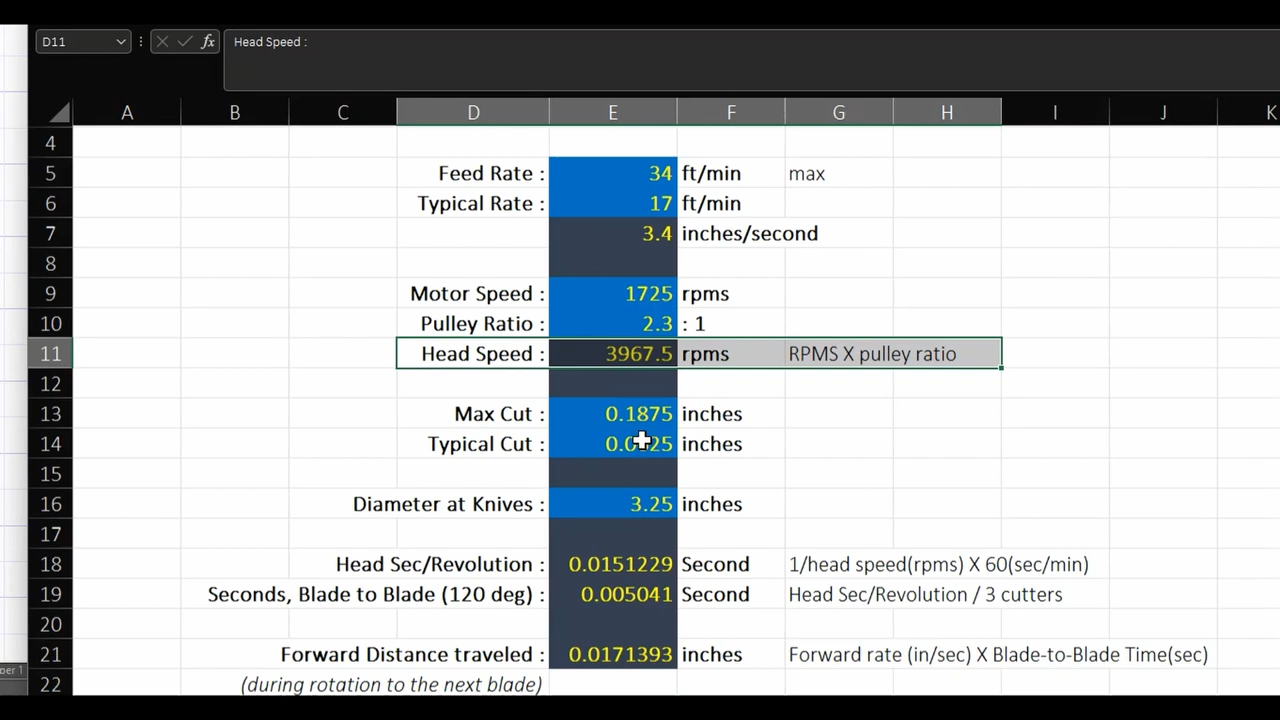 D11 fx Head Speed :
A B C D E F G H I J K
4
5 Feed Rate : 34 ft/min max
6 Typical Rate : 17 ft/min
7 3.4 inches/second
8
9 Motor Speed : 1725 rpms
10 Pulley Ratio : 2.3 : 1
11 Head Speed : 3967.5 rpms RPMS X pulley ratio
12
13 Max Cut : 0.1875 inches
14 Typical Cut : inches
15
16 Diameter at Knives : 3.25 inches
17
18 Head Sec/Revolution : 0.0151229 Second 1/head speed(rpms) X 60(sec/min)
19 Seconds, Blade to Blade (120 deg) : 0.005041 Second Head Sec/Revolution / 3 cutters
20
21 Forward Distance traveled : 0.0171393 inches Forward rate (in/sec) X Blade-to-Blade Time(sec)
22 (during rotation to the next blade)